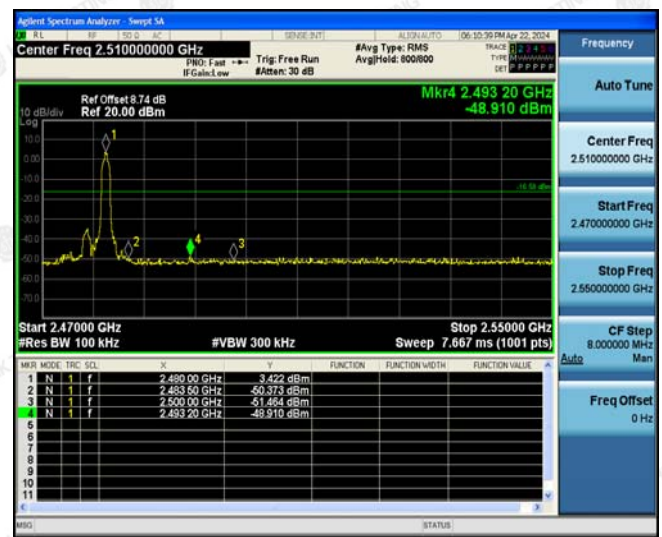 Agilent Spectrum Analyzer - Swept SA
RL RF 50 Ω AC SENSE:INT ALIGNAUTO 06:10:39 PM Apr 22, 2024
Center Freq 2.510000000 GHz
PNO: Fast Trig: Free Run
IFGain:Low #Atten: 30 dB
#Avg Type: RMS
Avg|Hold: 800/800
TRACE 1 2 3 4 5 6
TYPE
DET P P P P P P
Ref Offset 8.74 dB
10 dB/div Ref 20.00 dBm
Log
Mkr4 2.493 20 GHz
-48.910 dBm
10.0
0.00
-10.0
-20.0
-30.0
-40.0
-50.0
-60.0
-70.0
1
2
4
3
Start 2.47000 GHz Stop 2.55000 GHz
#Res BW 100 kHz #VBW 300 kHz Sweep 7.667 ms (1001 pts)
MKR MODE TRC SCL X Y FUNCTION FUNCTION WIDTH FUNCTION VALUE
1 N 1 f 2.480 00 GHz 3.422 dBm
2 N 1 f 2.483 50 GHz -50.373 dBm
3 N 1 f 2.500 00 GHz -51.464 dBm
4 N 1 f 2.493 20 GHz -48.910 dBm
5
6
7
8
9
10
11
MSG STATUS
Frequency
Auto Tune
Center Freq
2.510000000 GHz
Start Freq
2.470000000 GHz
Stop Freq
2.550000000 GHz
CF Step
8.000000 MHz
Auto Man
Freq Offset
0 Hz